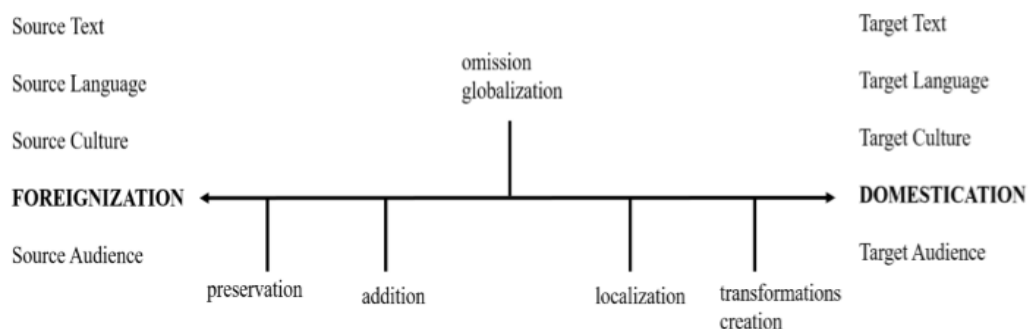 Source Text
Source Language
Source Culture
FOREIGNIZATION
Source Audience
omission
globalization
preservation
addition
localization
transformations
creation
Target Text
Target Language
Target Culture
DOMESTICATION
Target Audience